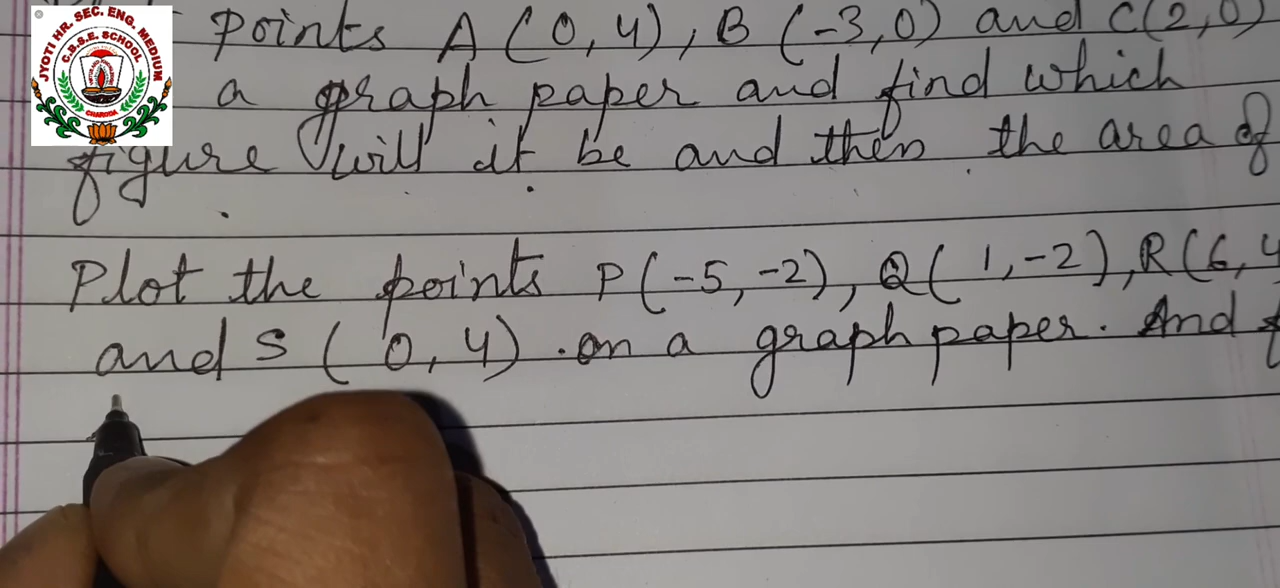 JYOTI HR. SEC. ENG. MEDIUM
C.B.S.E. SCHOOL
CHARODA
Points A (0, 4), B (-3, 0) and C(2, 0)
a graph paper and find which
figure will it be and then the area of
Plot the points P(-5, -2), Q( 1, -2), R(6, 4
and S ( 0, 4) . on a graph paper. And